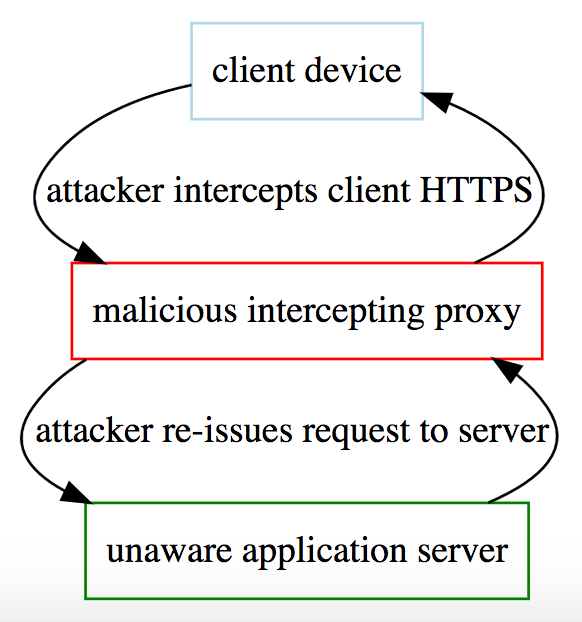 client device
attacker intercepts client HTTPS
malicious intercepting proxy
attacker re-issues request to server
unaware application server